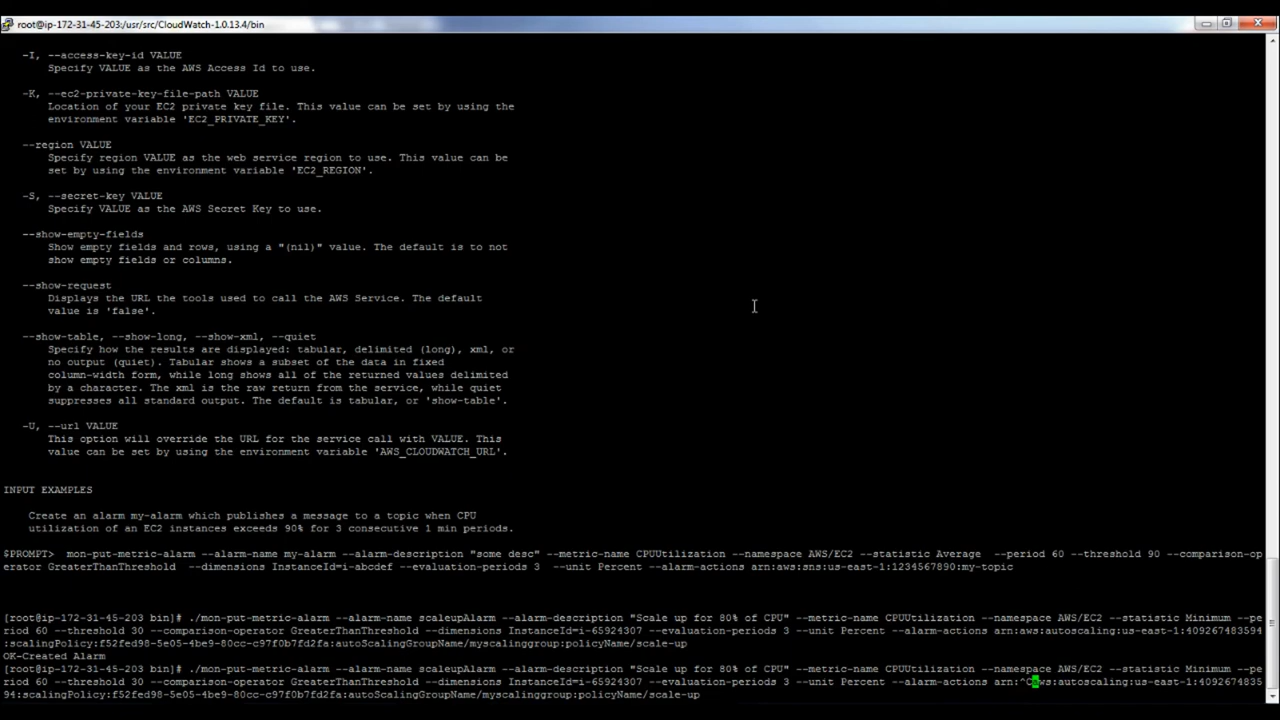 root@ip-172-31-45-203:/usr/src/CloudWatch-1.0.13.4/bin
-I, --access-key-id VALUE
Specify VALUE as the AWS Access Id to use.
-K, --ec2-private-key-file-path VALUE
Location of your EC2 private key file. This value can be set by using the
environment variable 'EC2_PRIVATE_KEY'.
--region VALUE
Specify region VALUE as the web service region to use. This value can be
set by using the environment variable 'EC2_REGION'.
-S, --secret-key VALUE
Specify VALUE as the AWS Secret Key to use.
--show-empty-fields
Show empty fields and rows, using a "(nil)" value. The default is to not
show empty fields or columns.
--show-request
Displays the URL the tools used to call the AWS Service. The default
value is 'false'.
--show-table, --show-long, --show-xml, --quiet
Specify how the results are displayed: tabular, delimited (long), xml, or
no output (quiet). Tabular shows a subset of the data in fixed
column-width form, while long shows all of the returned values delimited
by a character. The xml is the raw return from the service, while quiet
suppresses all standard output. The default is tabular, or 'show-table'.
-U, --url VALUE
This option will override the URL for the service call with VALUE. This
value can be set by using the environment variable 'AWS_CLOUDWATCH_URL'.
INPUT EXAMPLES
Create an alarm my-alarm which publishes a message to a topic when CPU
utilization of an EC2 instances exceeds 90% for 3 consecutive 1 min periods.
$PROMPT> mon-put-metric-alarm --alarm-name my-alarm --alarm-description "some desc" --metric-name CPUUtilization --namespace AWS/EC2 --statistic Average --period 60 --threshold 90 --comparison-op
erator GreaterThanThreshold --dimensions InstanceId=i-abcdef --evaluation-periods 3 --unit Percent --alarm-actions arn:aws:sns:us-east-1:1234567890:my-topic
[root@ip-172-31-45-203 bin]# ./mon-put-metric-alarm --alarm-name scaleupAlarm --alarm-description "Scale up for 80% of CPU" --metric-name CPUUtilization --namespace AWS/EC2 --statistic Minimum --pe
riod 60 --threshold 30 --comparison-operator GreaterThanThreshold --dimensions InstanceId=i-65924307 --evaluation-periods 3 --unit Percent --alarm-actions arn:aws:autoscaling:us-east-1:409267483594
:scalingPolicy:f52fed98-5e05-4be9-80cc-c97f0b7fd2fa:autoScalingGroupName/myscalinggroup:policyName/scale-up
OK-Created Alarm
[root@ip-172-31-45-203 bin]# ./mon-put-metric-alarm --alarm-name scaleupAlarm --alarm-description "Scale up for 80% of CPU" --metric-name CPUUtilization --namespace AWS/EC2 --statistic Minimum --pe
riod 60 --threshold 30 --comparison-operator GreaterThanThreshold --dimensions InstanceId=i-65924307 --evaluation-periods 3 --unit Percent --alarm-actions arn:^Caws:autoscaling:us-east-1:4092674835
94:scalingPolicy:f52fed98-5e05-4be9-80cc-c97f0b7fd2fa:autoScalingGroupName/myscalinggroup:policyName/scale-up